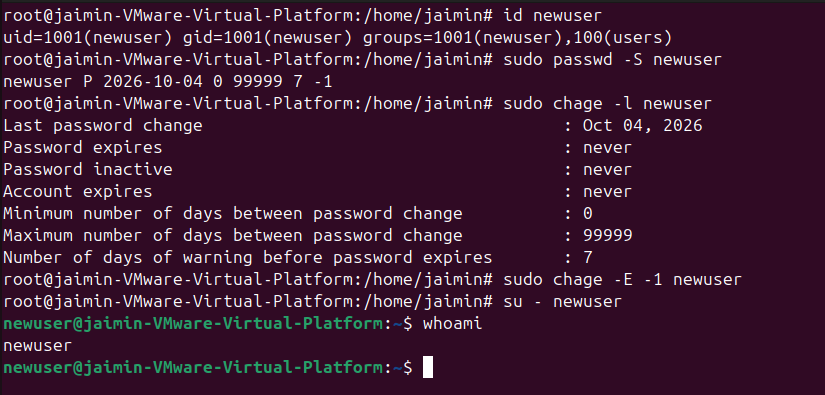 root@jaimin-VMware-Virtual-Platform:/home/jaimin# id newuser
uid=1001(newuser) gid=1001(newuser) groups=1001(newuser),100(users)
root@jaimin-VMware-Virtual-Platform:/home/jaimin# sudo passwd -S newuser
newuser P 2026-10-04 0 99999 7 -1
root@jaimin-VMware-Virtual-Platform:/home/jaimin# sudo chage -l newuser
Last password change : Oct 04, 2026
Password expires : never
Password inactive : never
Account expires : never
Minimum number of days between password change : 0
Maximum number of days between password change : 99999
Number of days of warning before password expires : 7
root@jaimin-VMware-Virtual-Platform:/home/jaimin# sudo chage -E -1 newuser
root@jaimin-VMware-Virtual-Platform:/home/jaimin# su - newuser
newuser@jaimin-VMware-Virtual-Platform:~$ whoami
newuser
newuser@jaimin-VMware-Virtual-Platform:~$